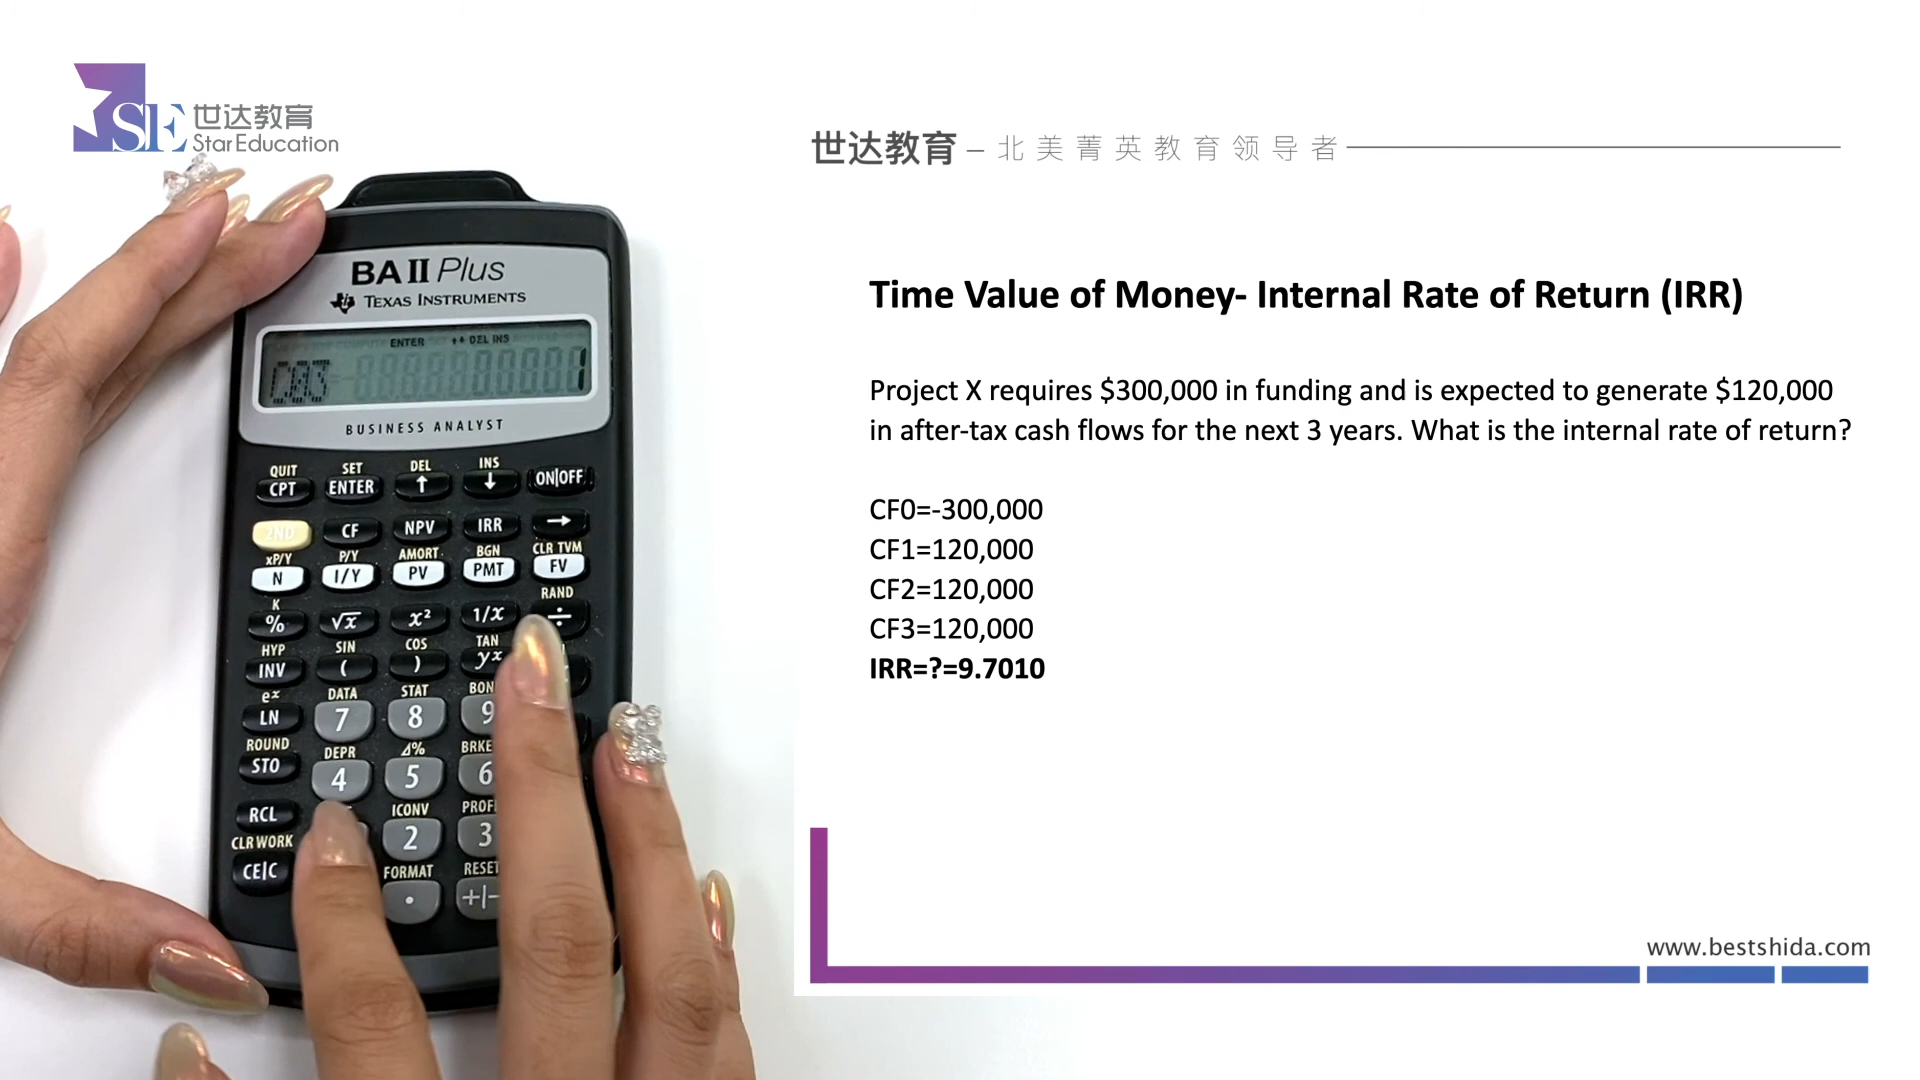 SE 世达教育
StarEducation
世达教育 – 北美菁英教育领导者
BA II Plus
TEXAS INSTRUMENTS
ENTER ↑↓ DEL INS
BUSINESS ANALYST
QUIT SET DEL INS
CPT ENTER ↑ ↓ ON|OFF
2ND CF NPV IRR →
xP/Y P/Y AMORT BGN CLR TVM
N I/Y PV PMT FV
K RAND
% √x x² 1/x ÷
HYP SIN COS TAN
INV ( ) yˣ
eˣ DATA STAT
LN 7 8 9
ROUND DEPR Δ%
STO 4 5 6
ICONV
RCL 2 3
CLR WORK FORMAT RESET
CE|C . +|−
Time Value of Money- Internal Rate of Return (IRR)
Project X requires $300,000 in funding and is expected to generate $120,000
in after-tax cash flows for the next 3 years. What is the internal rate of return?
CF0=-300,000
CF1=120,000
CF2=120,000
CF3=120,000
IRR=?=9.7010
www.bestshida.com